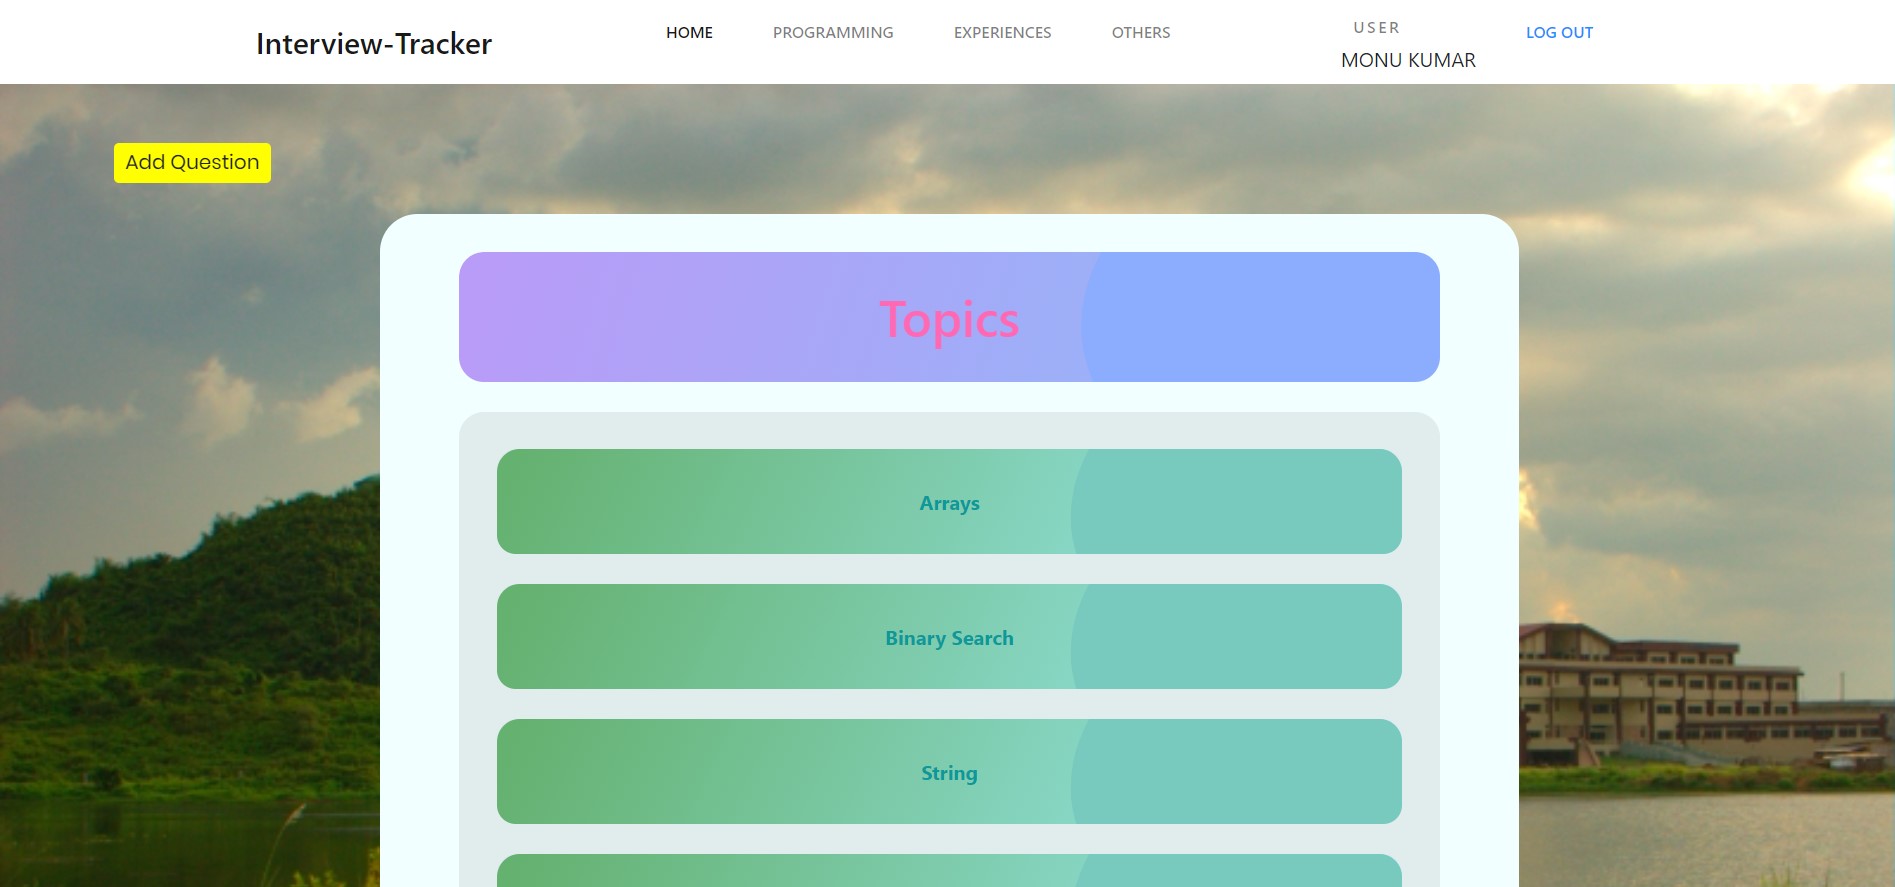 Interview-Tracker
HOME
PROGRAMMING
EXPERIENCES
OTHERS
USER
MONU KUMAR
LOG OUT
Add Question
Topics
Arrays
Binary Search
String